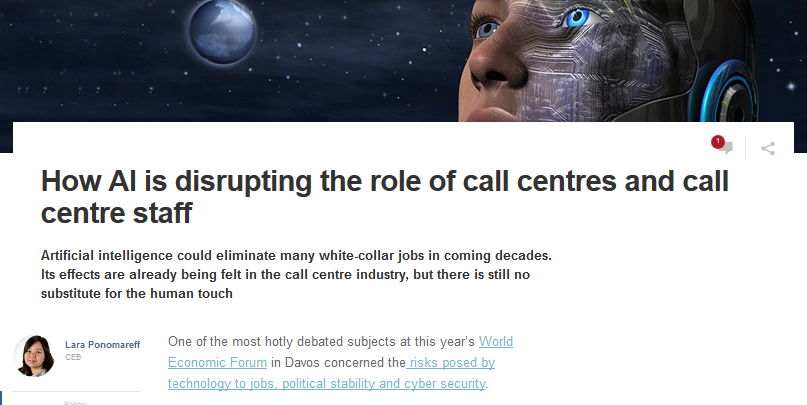 1
How AI is disrupting the role of call centres and call
centre staff
Artificial intelligence could eliminate many white-collar jobs in coming decades.
Its effects are already being felt in the call centre industry, but there is still no
substitute for the human touch
Lara Ponomareff
CEB
One of the most hotly debated subjects at this year's World
Economic Forum in Davos concerned the risks posed by
technology to jobs, political stability and cyber security.